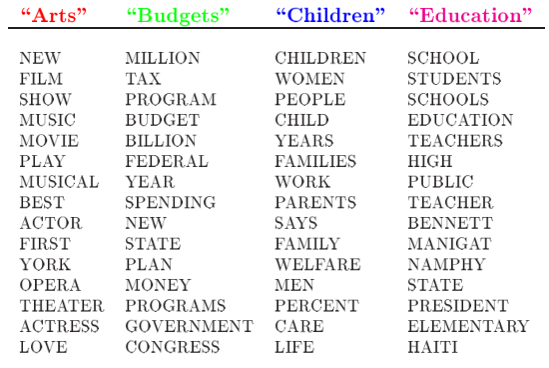 “Arts” “Budgets” “Children” “Education”
NEW MILLION CHILDREN SCHOOL
FILM TAX WOMEN STUDENTS
SHOW PROGRAM PEOPLE SCHOOLS
MUSIC BUDGET CHILD EDUCATION
MOVIE BILLION YEARS TEACHERS
PLAY FEDERAL FAMILIES HIGH
MUSICAL YEAR WORK PUBLIC
BEST SPENDING PARENTS TEACHER
ACTOR NEW SAYS BENNETT
FIRST STATE FAMILY MANIGAT
YORK PLAN WELFARE NAMPHY
OPERA MONEY MEN STATE
THEATER PROGRAMS PERCENT PRESIDENT
ACTRESS GOVERNMENT CARE ELEMENTARY
LOVE CONGRESS LIFE HAITI